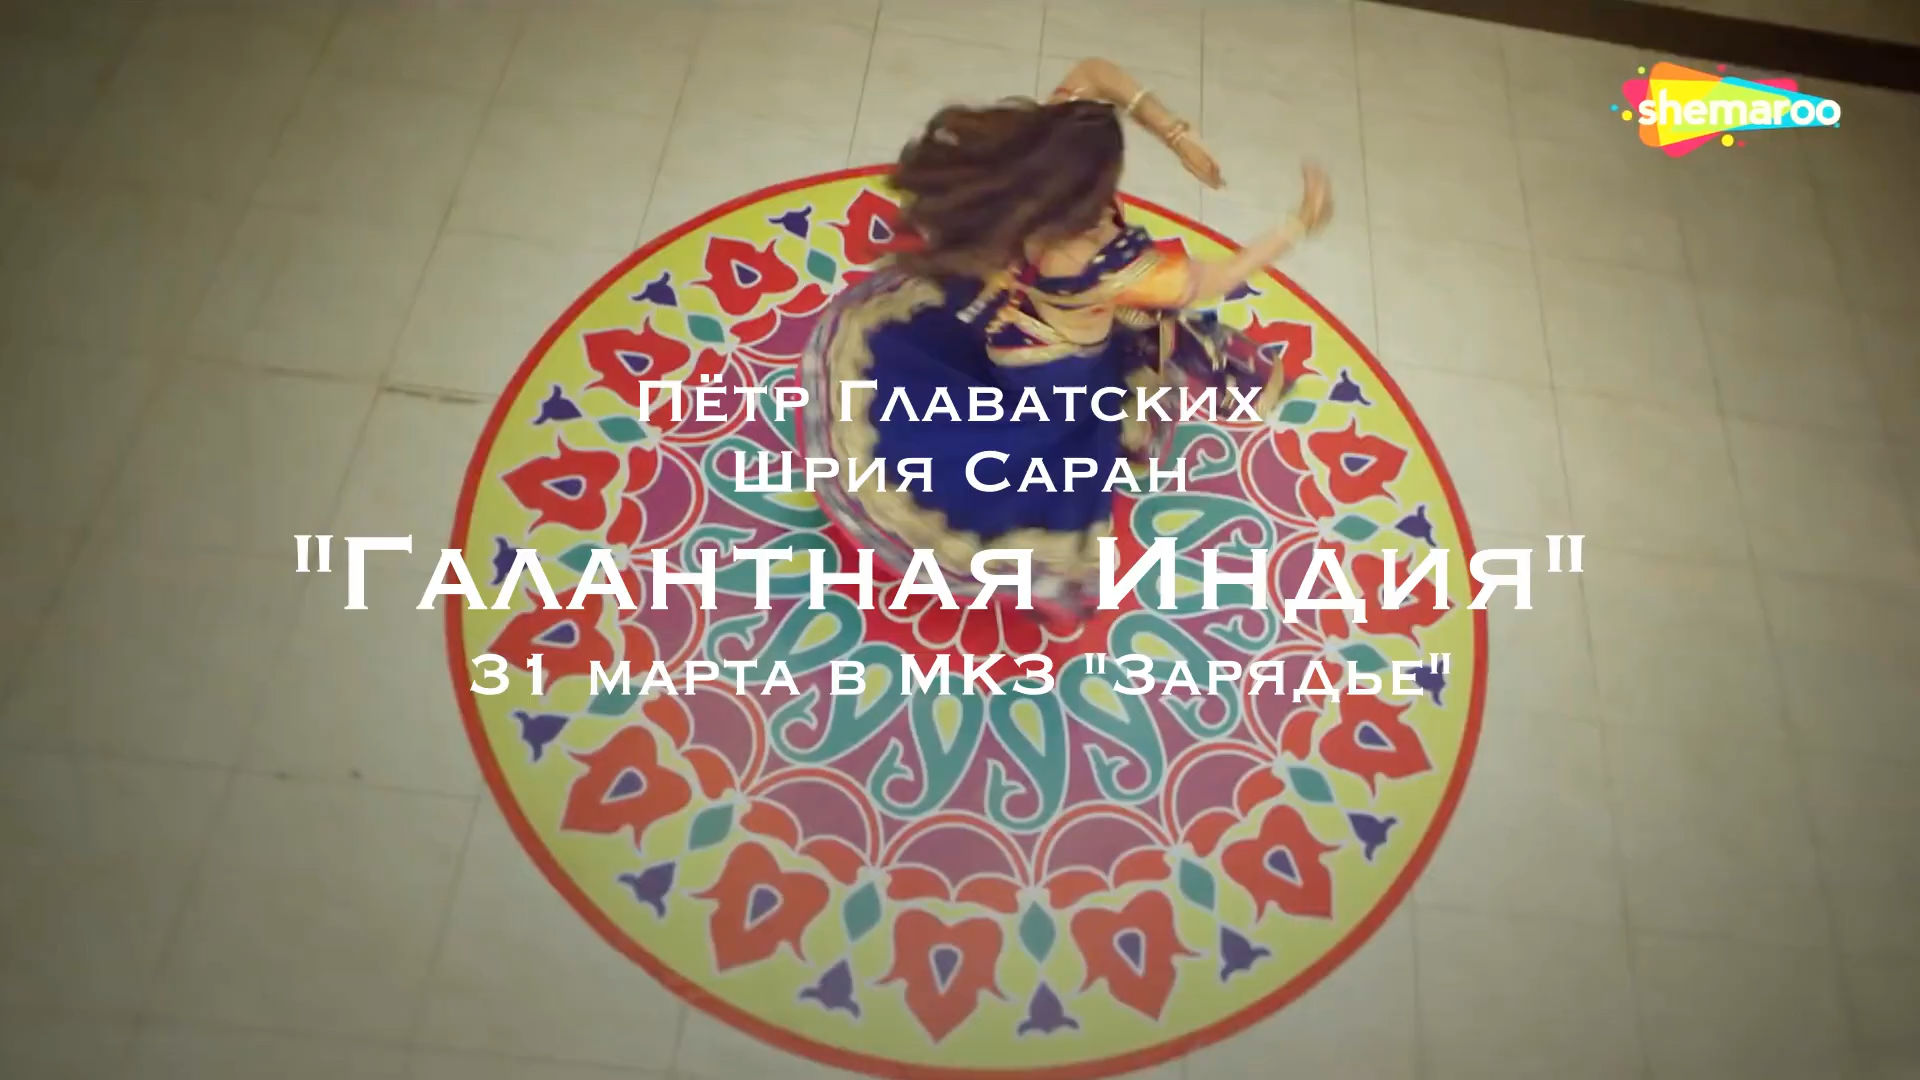 shemaroo
Пётр Главатских
Шрия Саран
"Галантная Индия"
31 марта в МКЗ "Зарядье"